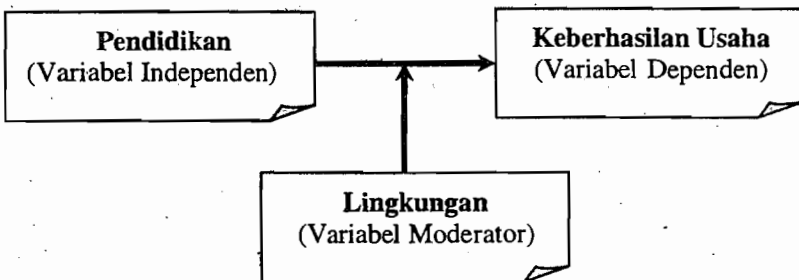 Pendidikan
(Variabel Independen)
Keberhasilan Usaha
(Variabel Dependen)
Lingkungan
(Variabel Moderator)